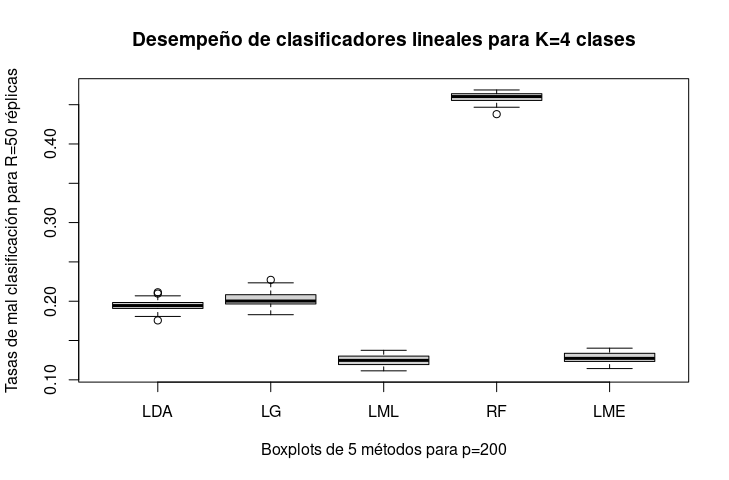 Desempeño de clasificadores lineales para K=4 clases
Tasas de mal clasificación para R=50 réplicas
0.40
0.30
0.20
0.10
LDA LG LML RF LME
Boxplots de 5 métodos para p=200